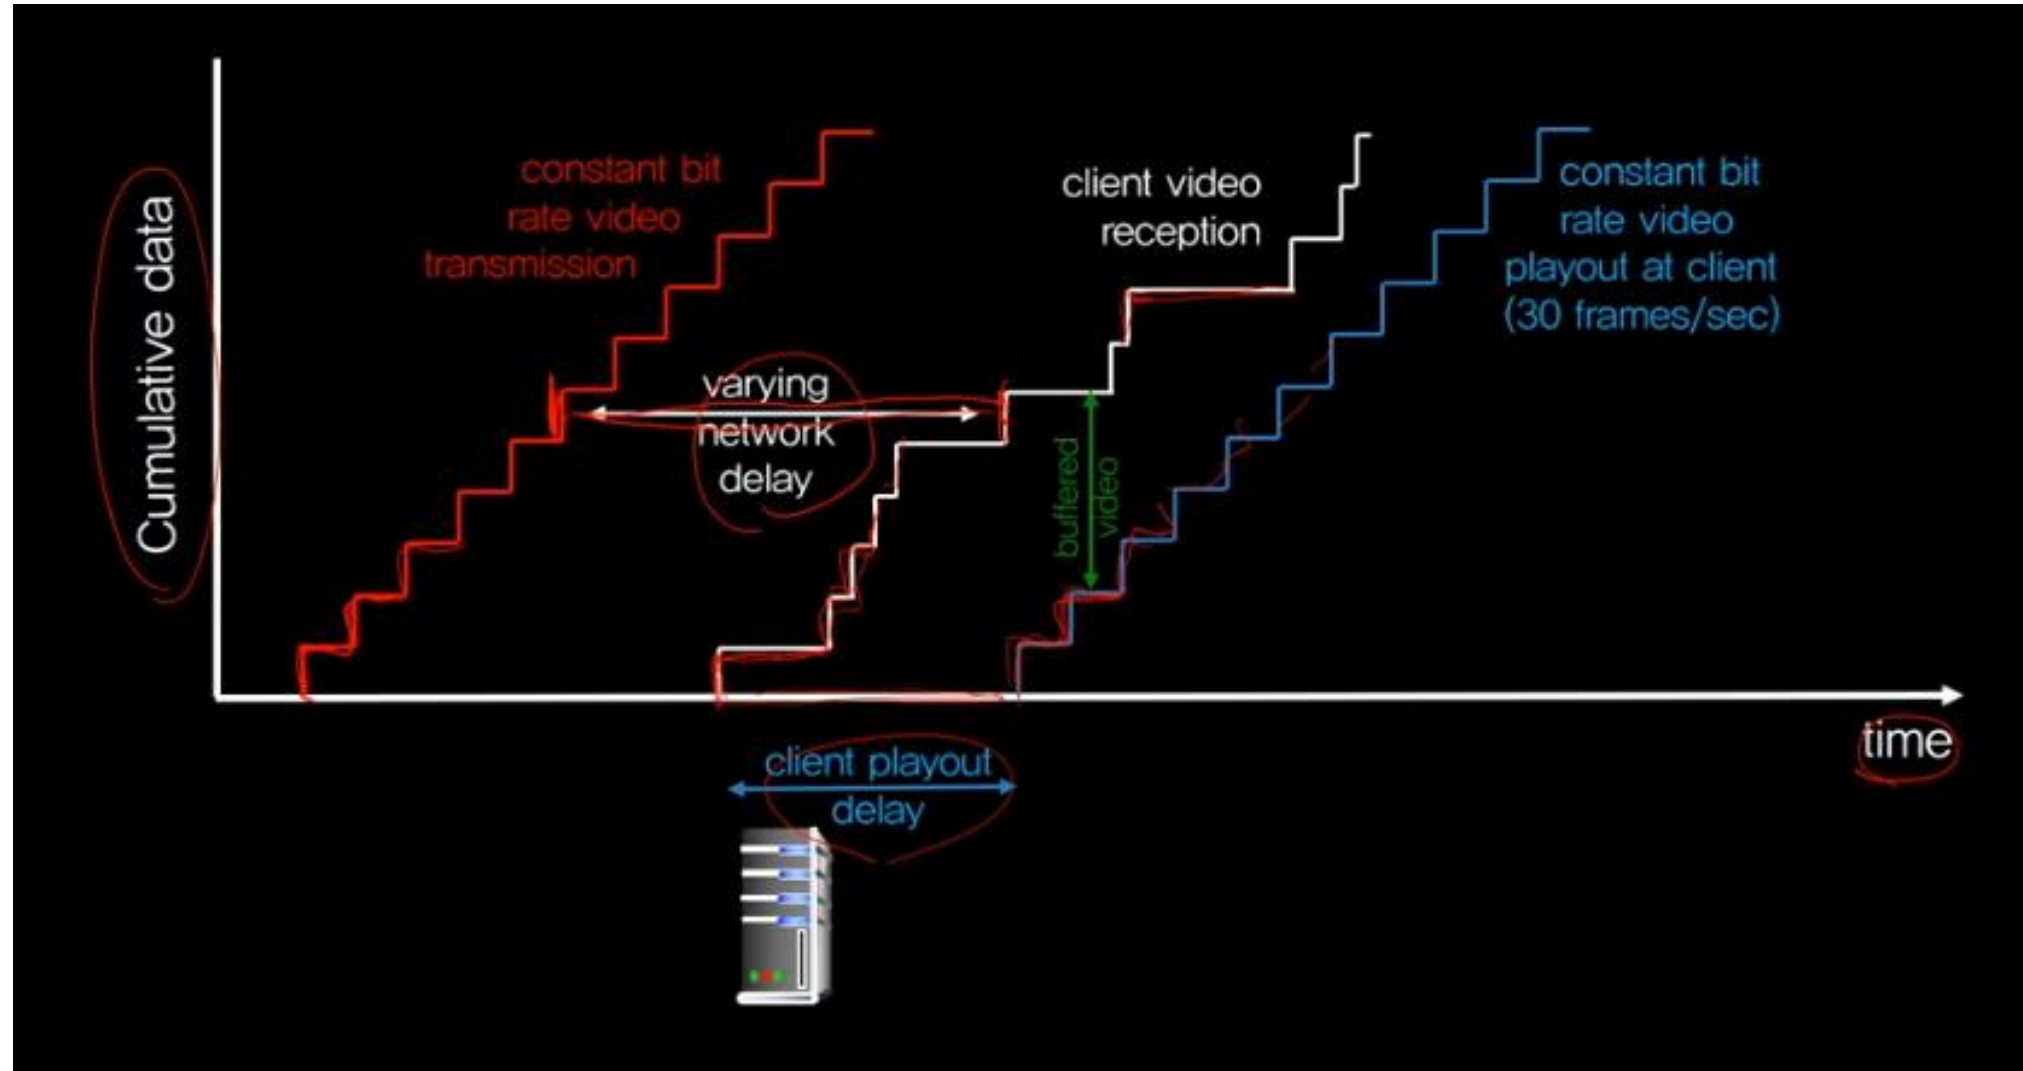 Cumulative data
constant bit
rate video
transmission
varying
network
delay
client video
reception
buffered
video
constant bit
rate video
playout at client
(30 frames/sec)
time
client playout
delay